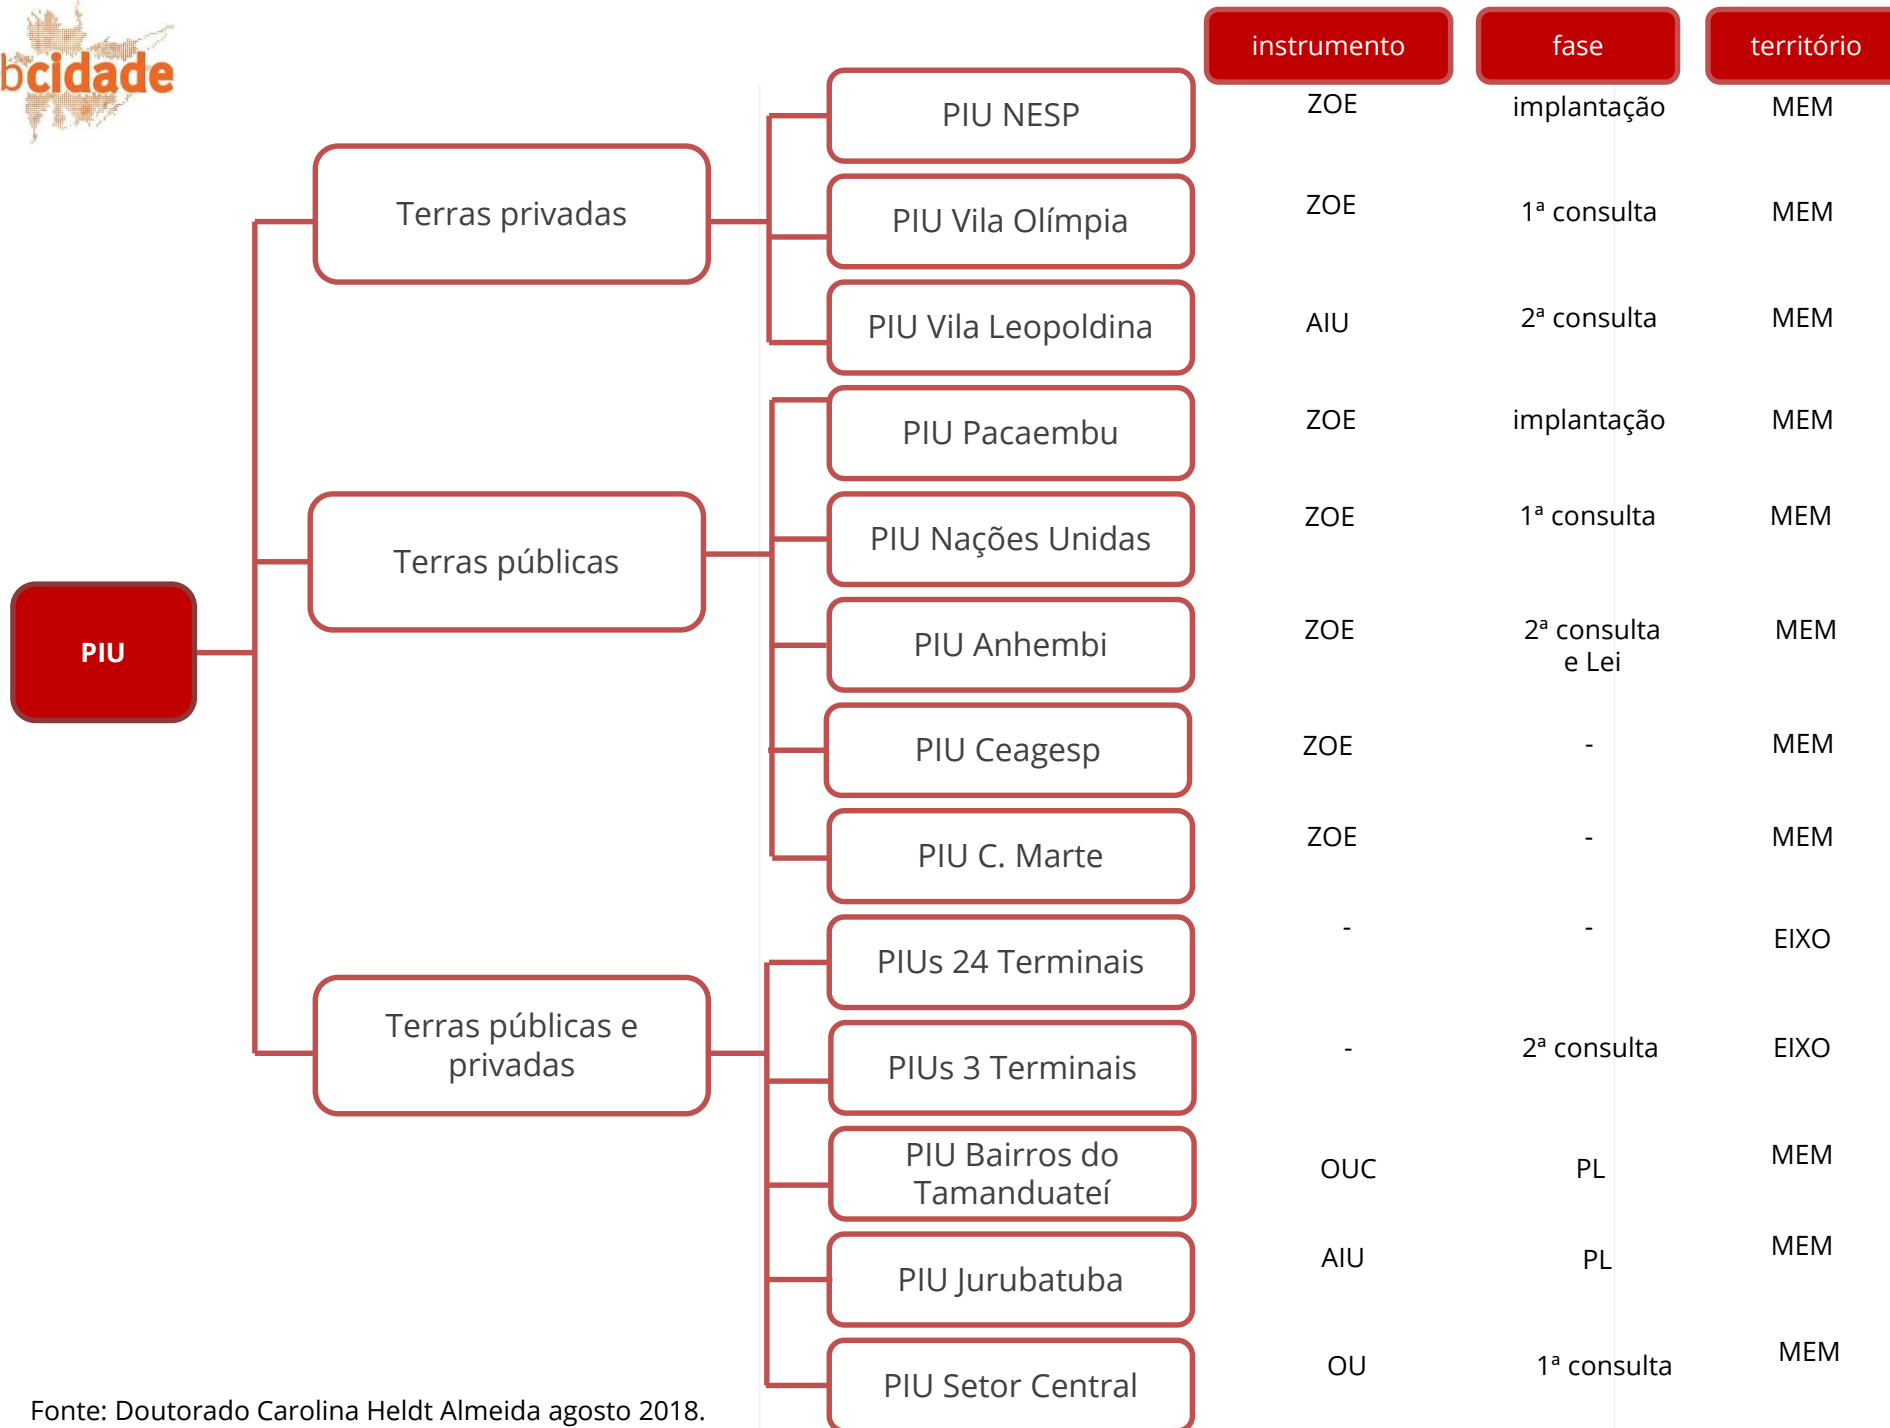 bcidade
instrumento
fase
território
PIU NESP
ZOE
implantação
MEM
Terras privadas
PIU Vila Olímpia
ZOE
1ª consulta
MEM
PIU Vila Leopoldina
AIU
2ª consulta
MEM
PIU Pacaembu
ZOE
implantação
MEM
Terras públicas
PIU Nações Unidas
ZOE
1ª consulta
MEM
PIU
PIU Anhembi
ZOE
2ª consulta
e Lei
MEM
PIU Ceagesp
ZOE
-
MEM
PIU C. Marte
ZOE
-
MEM
PIUs 24 Terminais
-
-
EIXO
Terras públicas e
privadas
PIUs 3 Terminais
-
2ª consulta
EIXO
PIU Bairros do
Tamanduateí
OUC
PL
MEM
PIU Jurubatuba
AIU
PL
MEM
PIU Setor Central
OU
1ª consulta
MEM
Fonte: Doutorado Carolina Heldt Almeida agosto 2018.